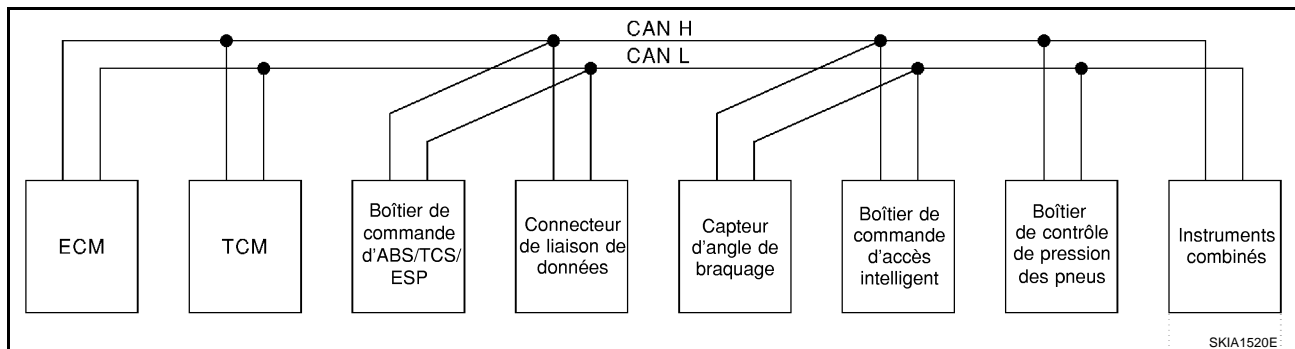 CAN H
CAN L
ECM
TCM
Boîtier de
commande
d'ABS/TCS/
ESP
Connecteur
de liaison de
données
Capteur
d'angle de
braquage
Boîtier de
commande
d'accès
intelligent
Boîtier
de contrôle
de pression
des pneus
Instruments
combinés
SKIA1520E